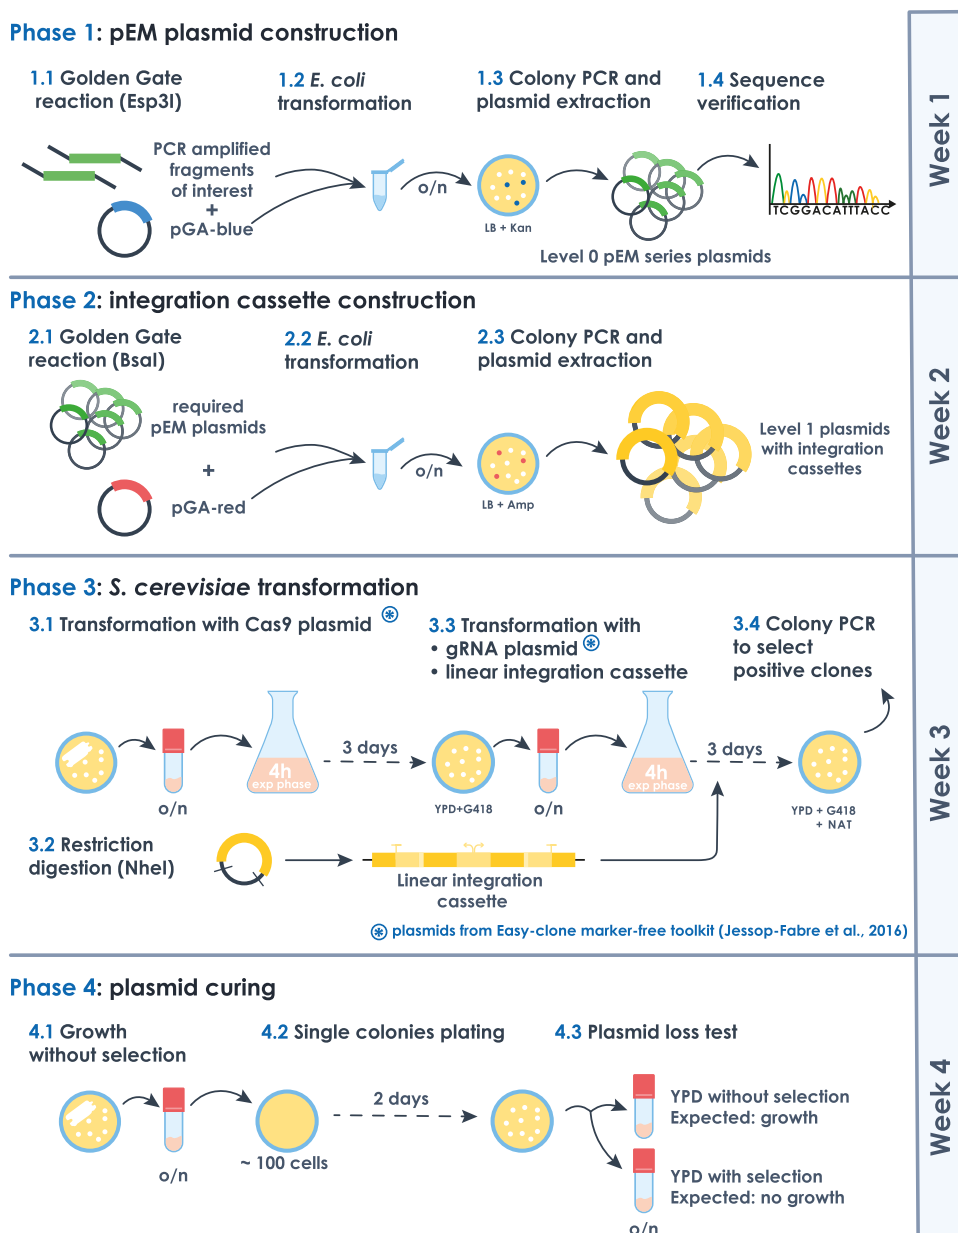 Phase 1: pEM plasmid construction
Week 1
1.1 Golden Gate
reaction (Esp3I)
1.2 E. coli
transformation
1.3 Colony PCR and
plasmid extraction
1.4 Sequence
verification
PCR amplified
fragments
of interest
+
pGA-blue
o/n
LB + Kan
TCGGACATTTACC
Level 0 pEM series plasmids
Phase 2: integration cassette construction
Week 2
2.1 Golden Gate
reaction (BsaI)
2.2 E. coli
transformation
2.3 Colony PCR and
plasmid extraction
required
pEM plasmids
+
pGA-red
o/n
LB + Amp
Level 1 plasmids
with integration
cassettes
Phase 3: S. cerevisiae transformation
Week 3
3.1 Transformation with Cas9 plasmid ⊛
3.3 Transformation with
• gRNA plasmid ⊛
• linear integration cassette
3.4 Colony PCR
to select
positive clones
o/n
4h
exp phase
3 days
YPD+G418
o/n
4h
exp phase
3 days
YPD + G418
+ NAT
3.2 Restriction
digestion (NheI)
Linear integration
cassette
⊛ plasmids from Easy-clone marker-free toolkit (Jessop-Fabre et al., 2016)
Phase 4: plasmid curing
Week 4
4.1 Growth
without selection
4.2 Single colonies plating
4.3 Plasmid loss test
o/n
~ 100 cells
2 days
YPD without selection
Expected: growth
YPD with selection
Expected: no growth
o/n